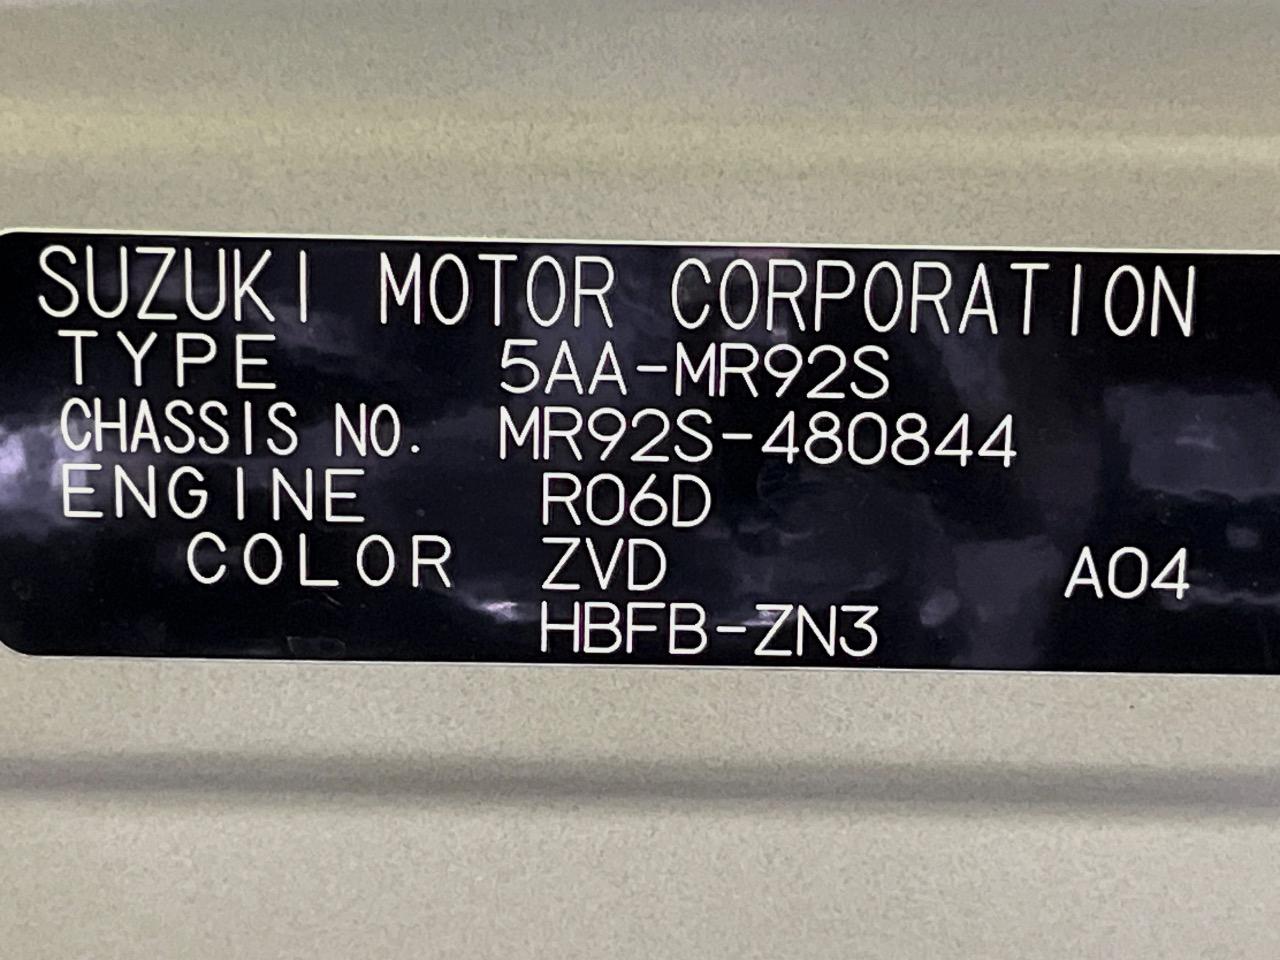 SUZUKI MOTOR CORPORATION
TYPE 5AA-MR92S
CHASSIS NO. MR92S-480844
ENGINE R06D
COLOR ZVD A04
HBFB-ZN3